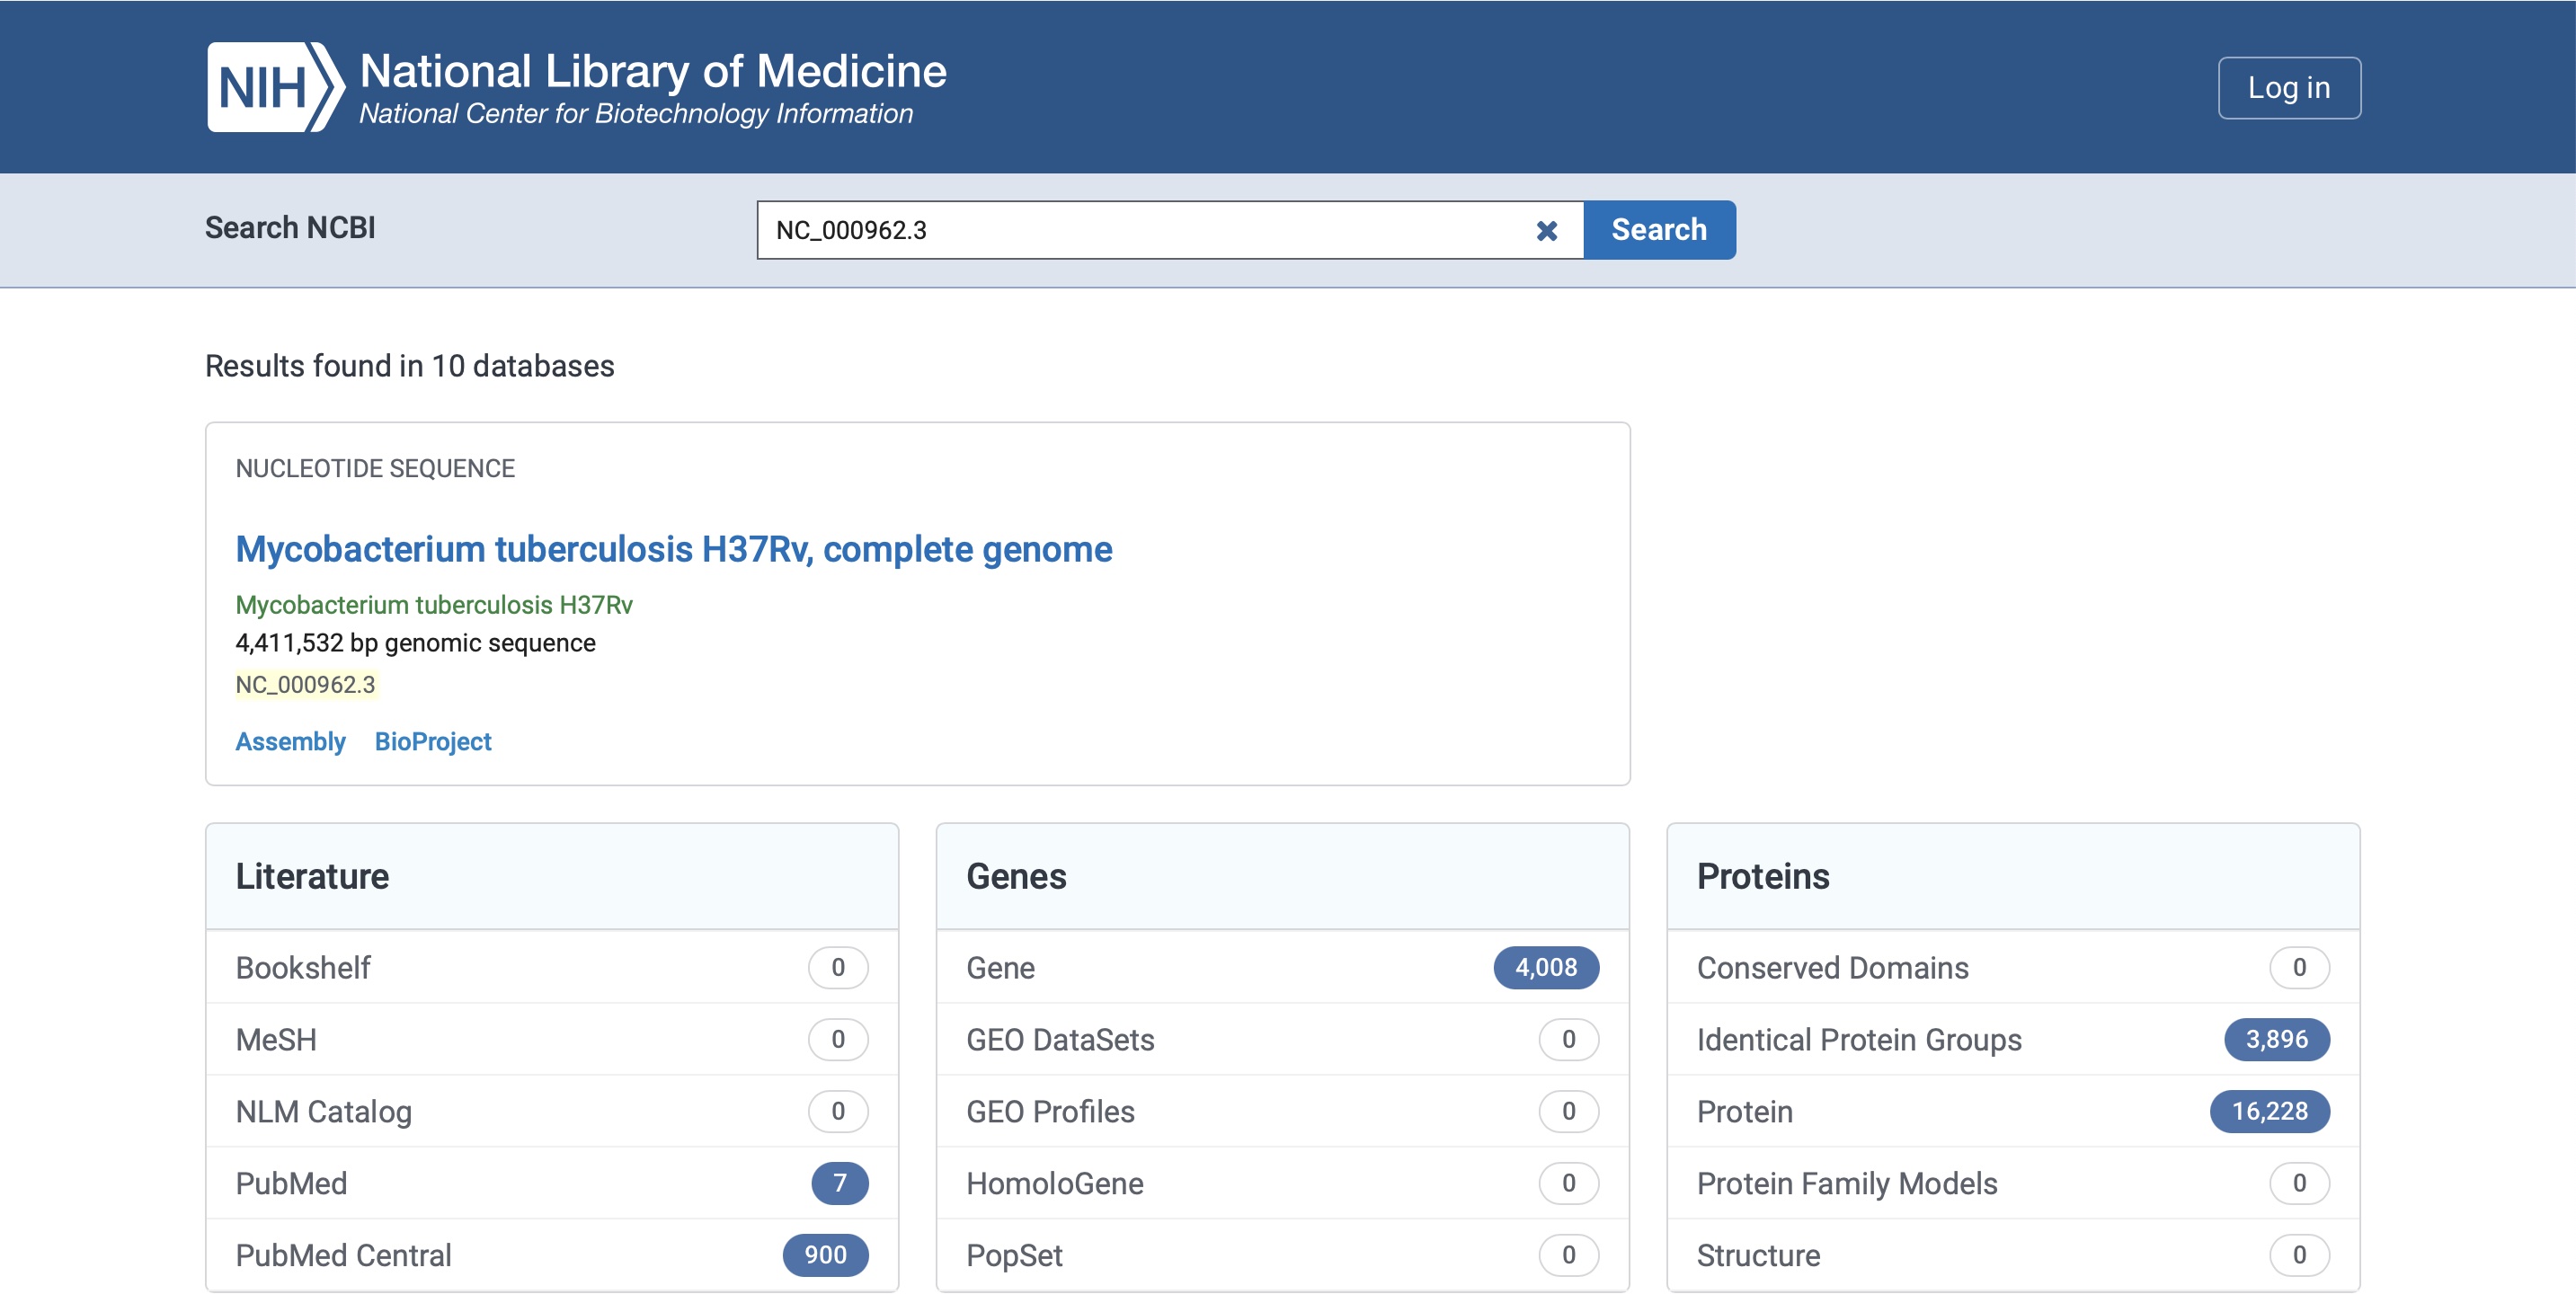 NIH National Library of Medicine
National Center for Biotechnology Information
Log in
Search NCBI
NC_000962.3
Search
Results found in 10 databases
NUCLEOTIDE SEQUENCE
Mycobacterium tuberculosis H37Rv, complete genome
Mycobacterium tuberculosis H37Rv
4,411,532 bp genomic sequence
NC_000962.3
Assembly BioProject
Literature
Bookshelf 0
MeSH 0
NLM Catalog 0
PubMed 7
PubMed Central 900
Genes
Gene 4,008
GEO DataSets 0
GEO Profiles 0
HomoloGene 0
PopSet 0
Proteins
Conserved Domains 0
Identical Protein Groups 3,896
Protein 16,228
Protein Family Models 0
Structure 0